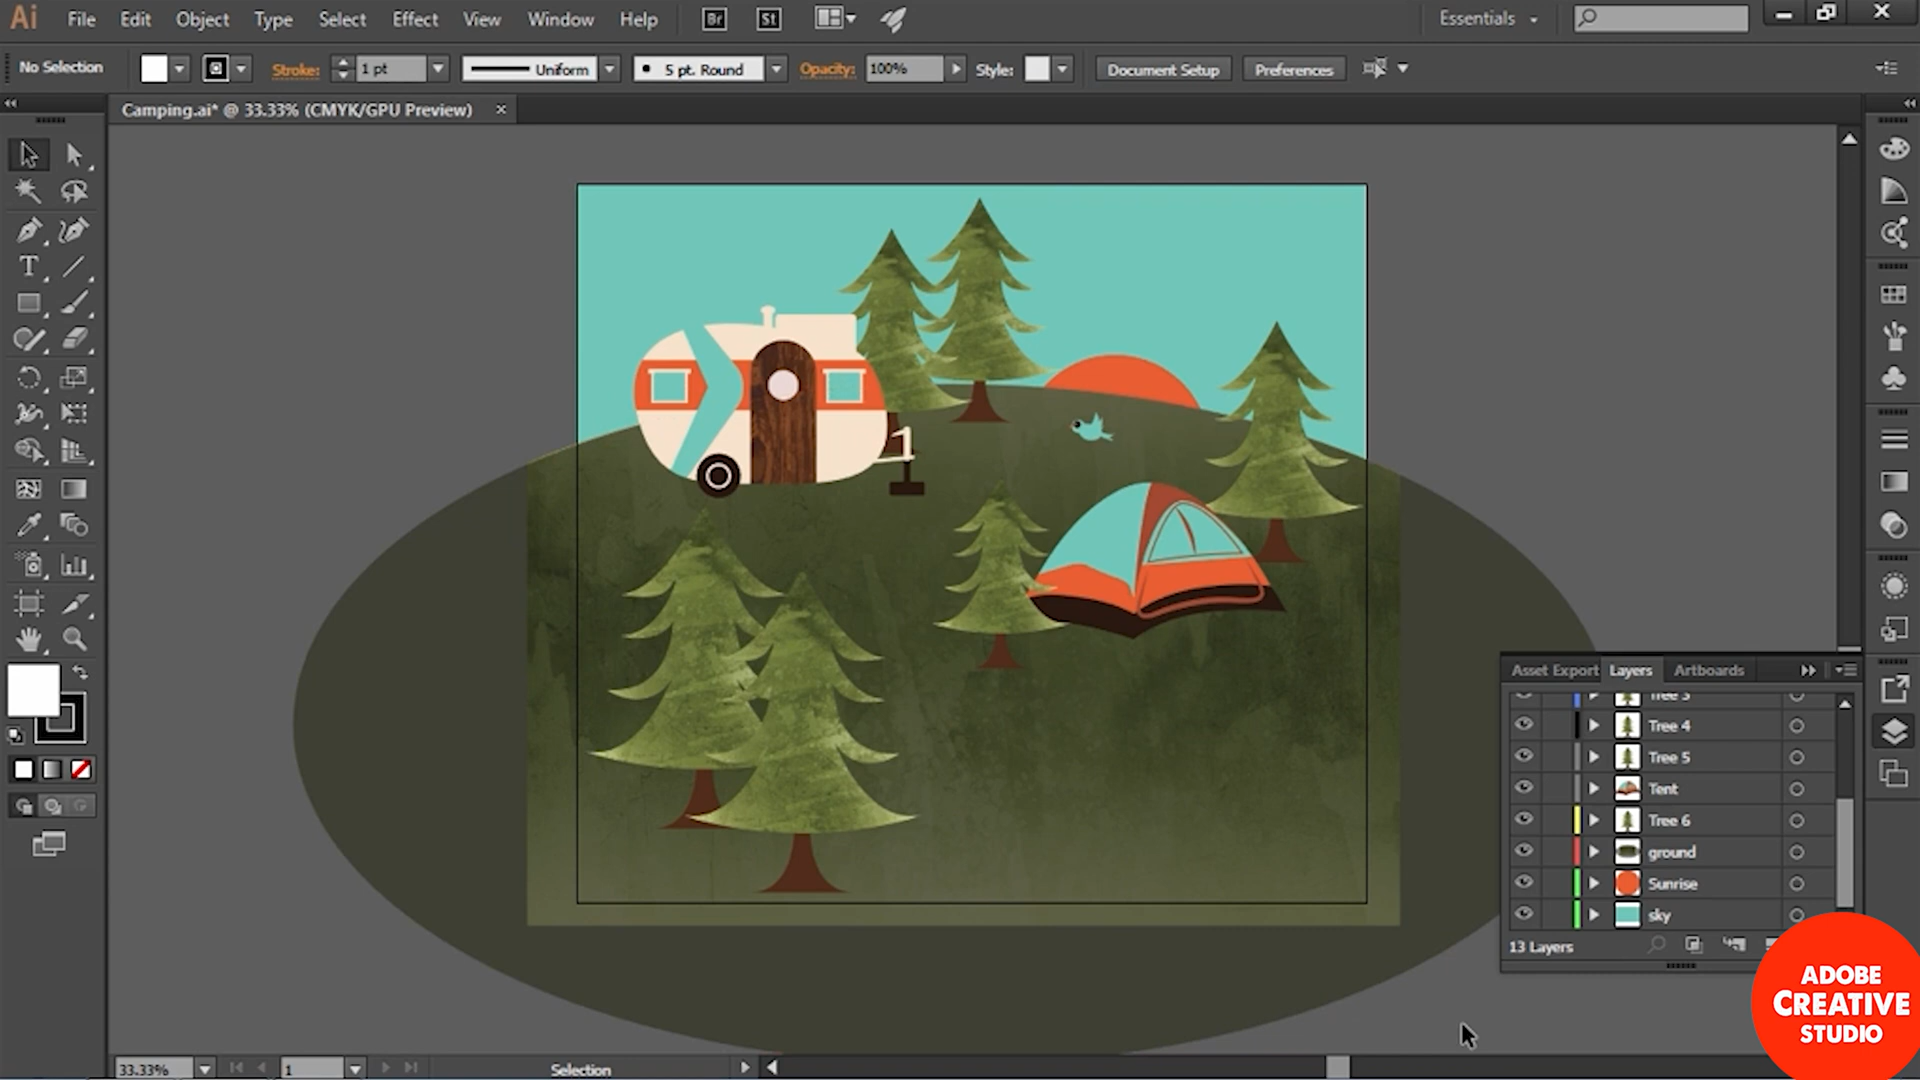 Ai File Edit Object Type Select Effect View Window Help Br St Essentials
No Selection Stroke: 1 pt Uniform 5 pt. Round Opacity: 100% Style: Document Setup Preferences
Camping.ai* @ 33.33% (CMYK/GPU Preview) ×
Asset Export Layers Artboards
Tree 3
Tree 4
Tree 5
Tent
Tree 6
ground
Sunrise
sky
13 Layers
ADOBE
CREATIVE
STUDIO
33.33% 1 Selection